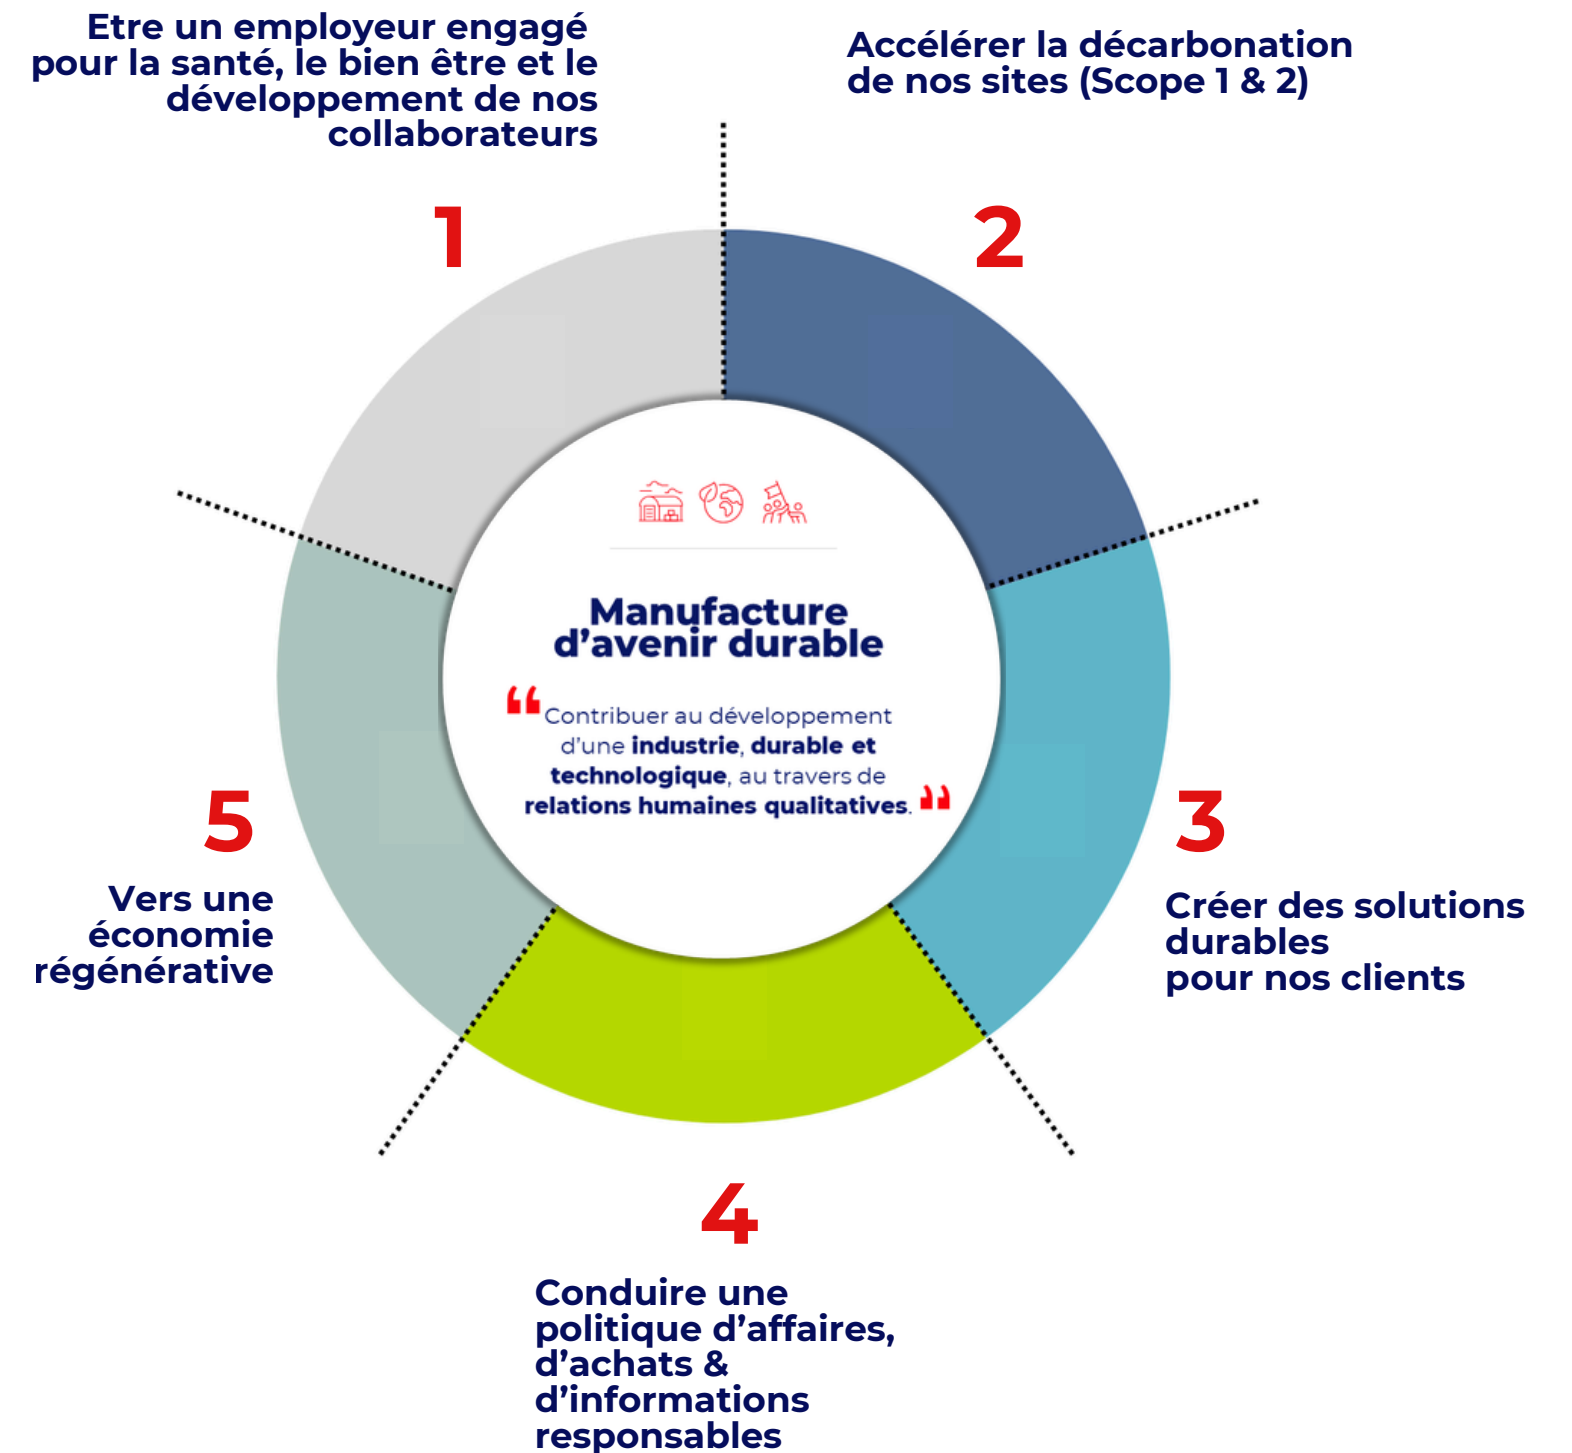 Etre un employeur engagé
pour la santé, le bien être et le
développement de nos
collaborateurs
1
Accélérer la décarbonation
de nos sites (Scope 1 & 2)
2
3
Créer des solutions
durables
pour nos clients
4
Conduire une
politique d’affaires,
d’achats &
d’informations
responsables
5
Vers une
économie
régénérative
Manufacture
d’avenir durable
“Contribuer au développement
d’une industrie, durable et
technologique, au travers de
relations humaines qualitatives.”